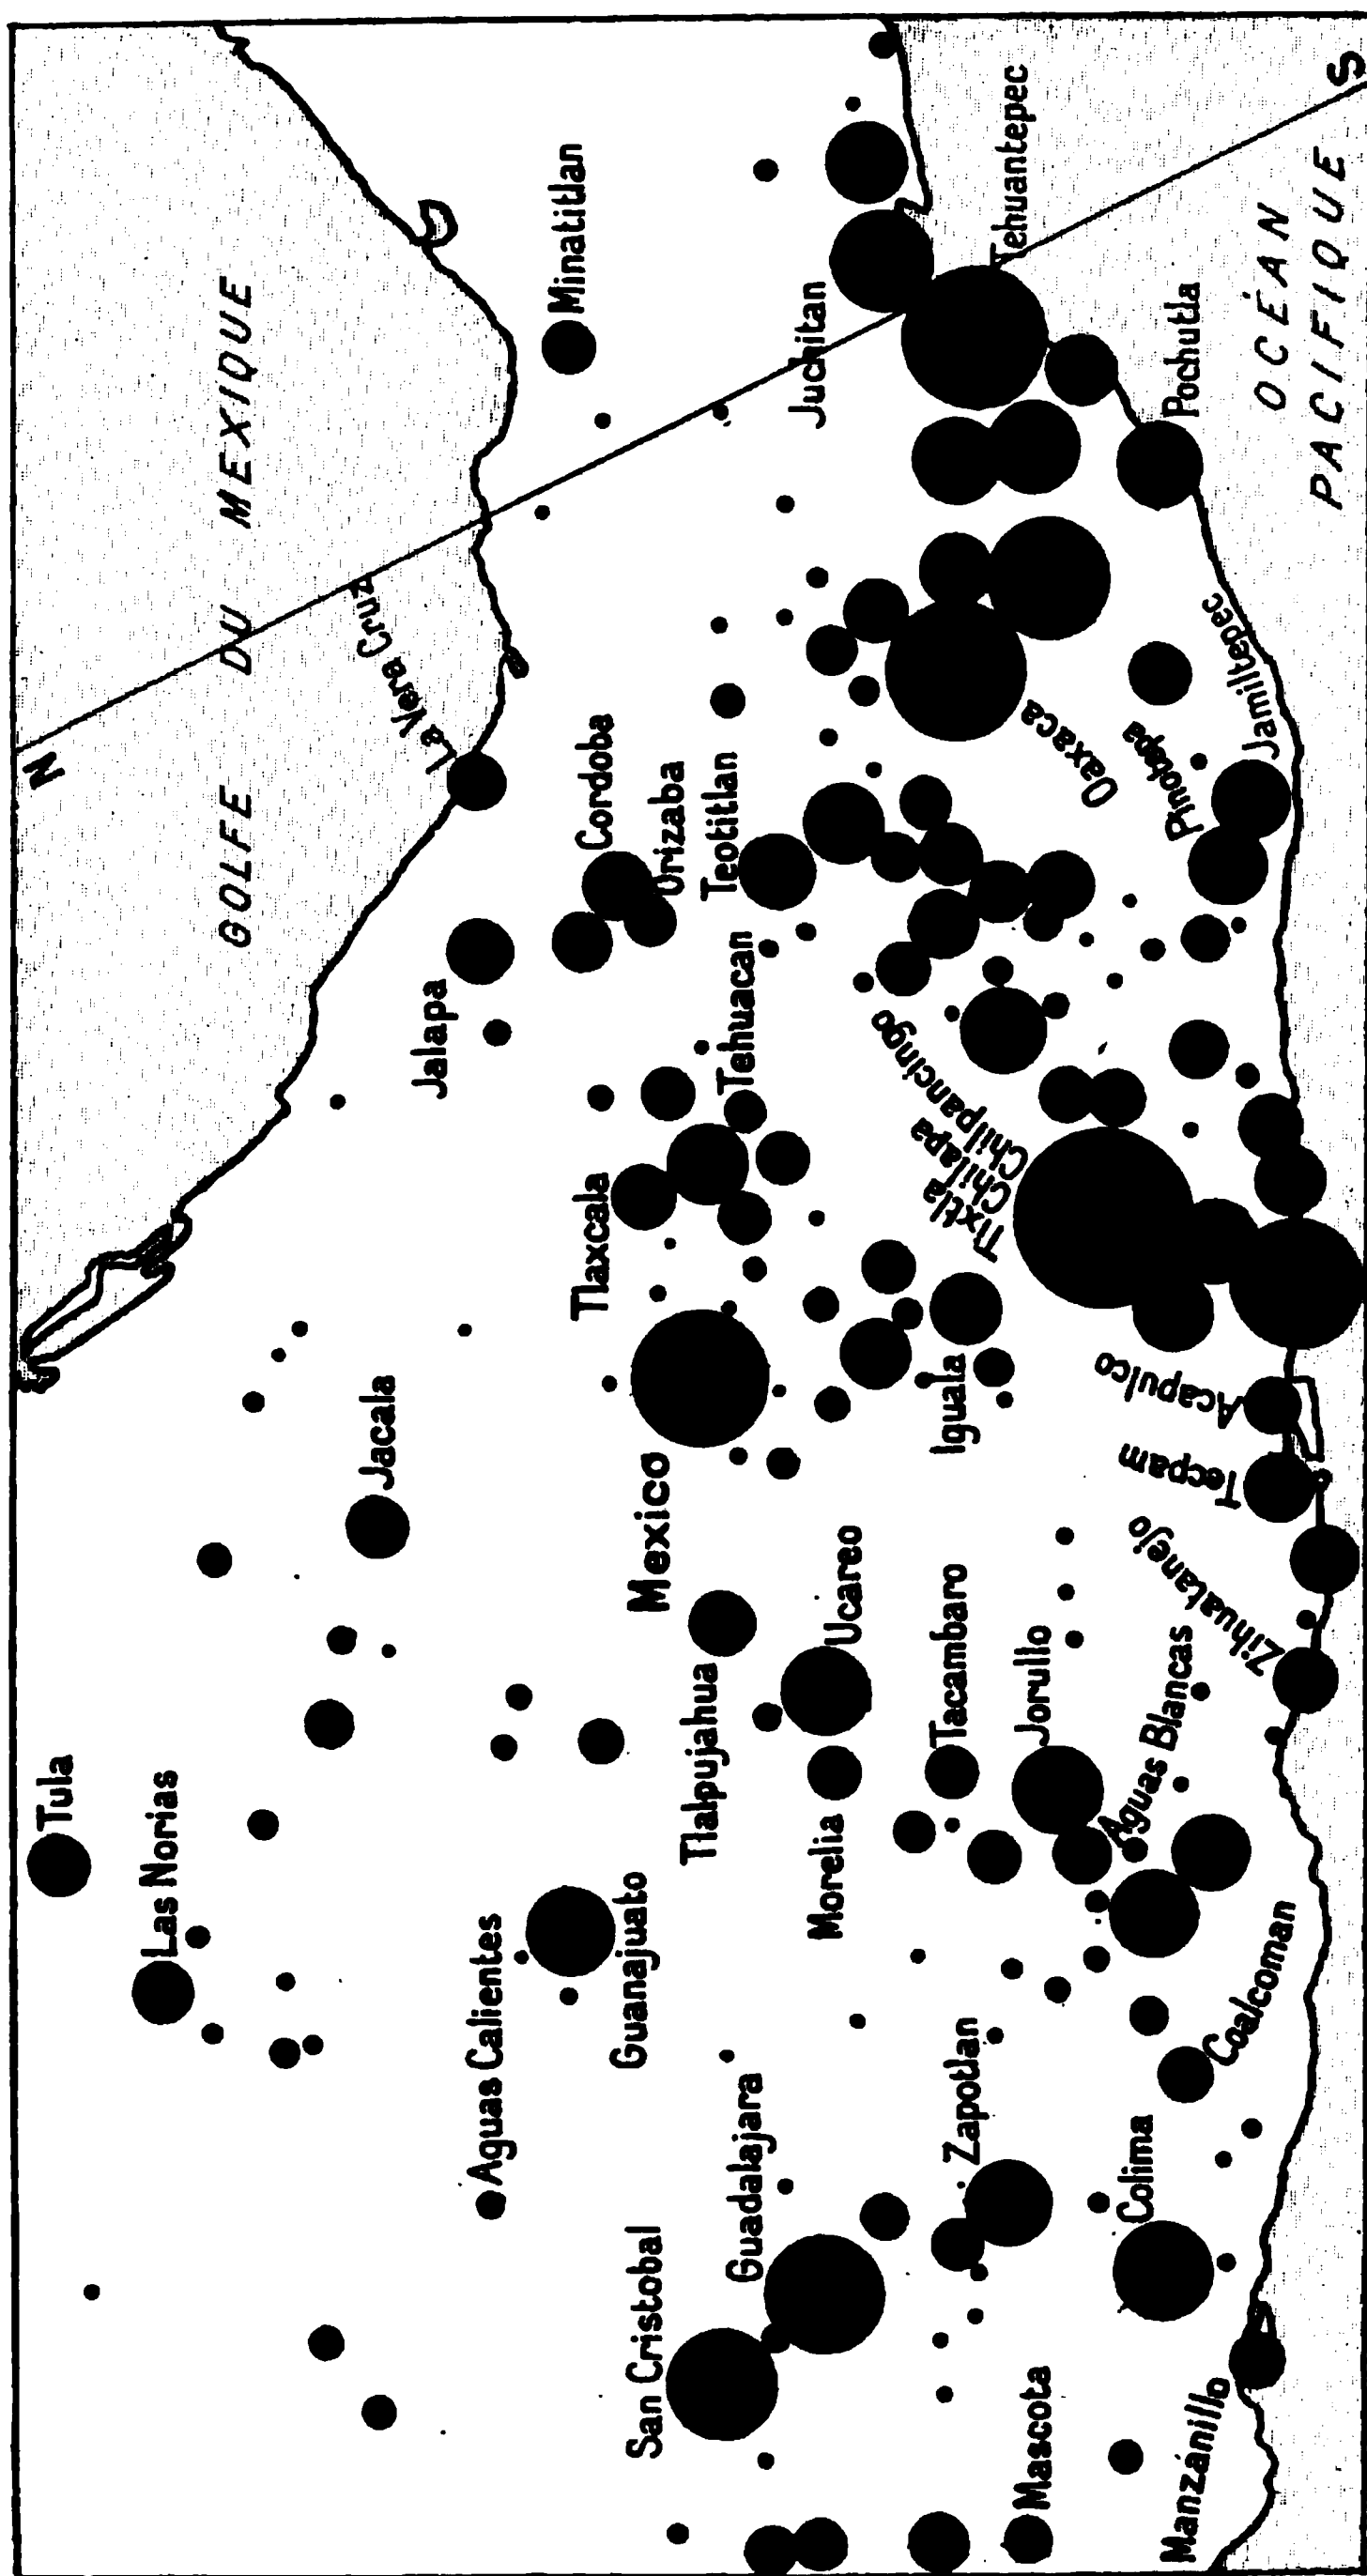 GOLFE DU MEXIQUE
N
S
OCÉAN
PACIFIQUE
Tula
Las Norias
Jacala
Jalapa
La Vera Cruz
Minatitlan
Aguas Calientes
Guanajuato
Mexico
Tlaxcala
Cordoba
Orizaba
Teotitlan
Tehuacan
Juchitan
Tehuantepec
San Cristobal
Guadalajara
Tlalpujahua
Morelia
Ucareo
Tacambaro
Iguala
Tixtla
Chilapa
Chilpancingo
Oaxaca
Pochutla
Mascota
Zapotlan
Jorullo
Aguas Blancas
Zihuatanejo
Tecpam
Acapulco
Pinotepa
Jamiltepec
Manzánillo
Colima
Coalcoman